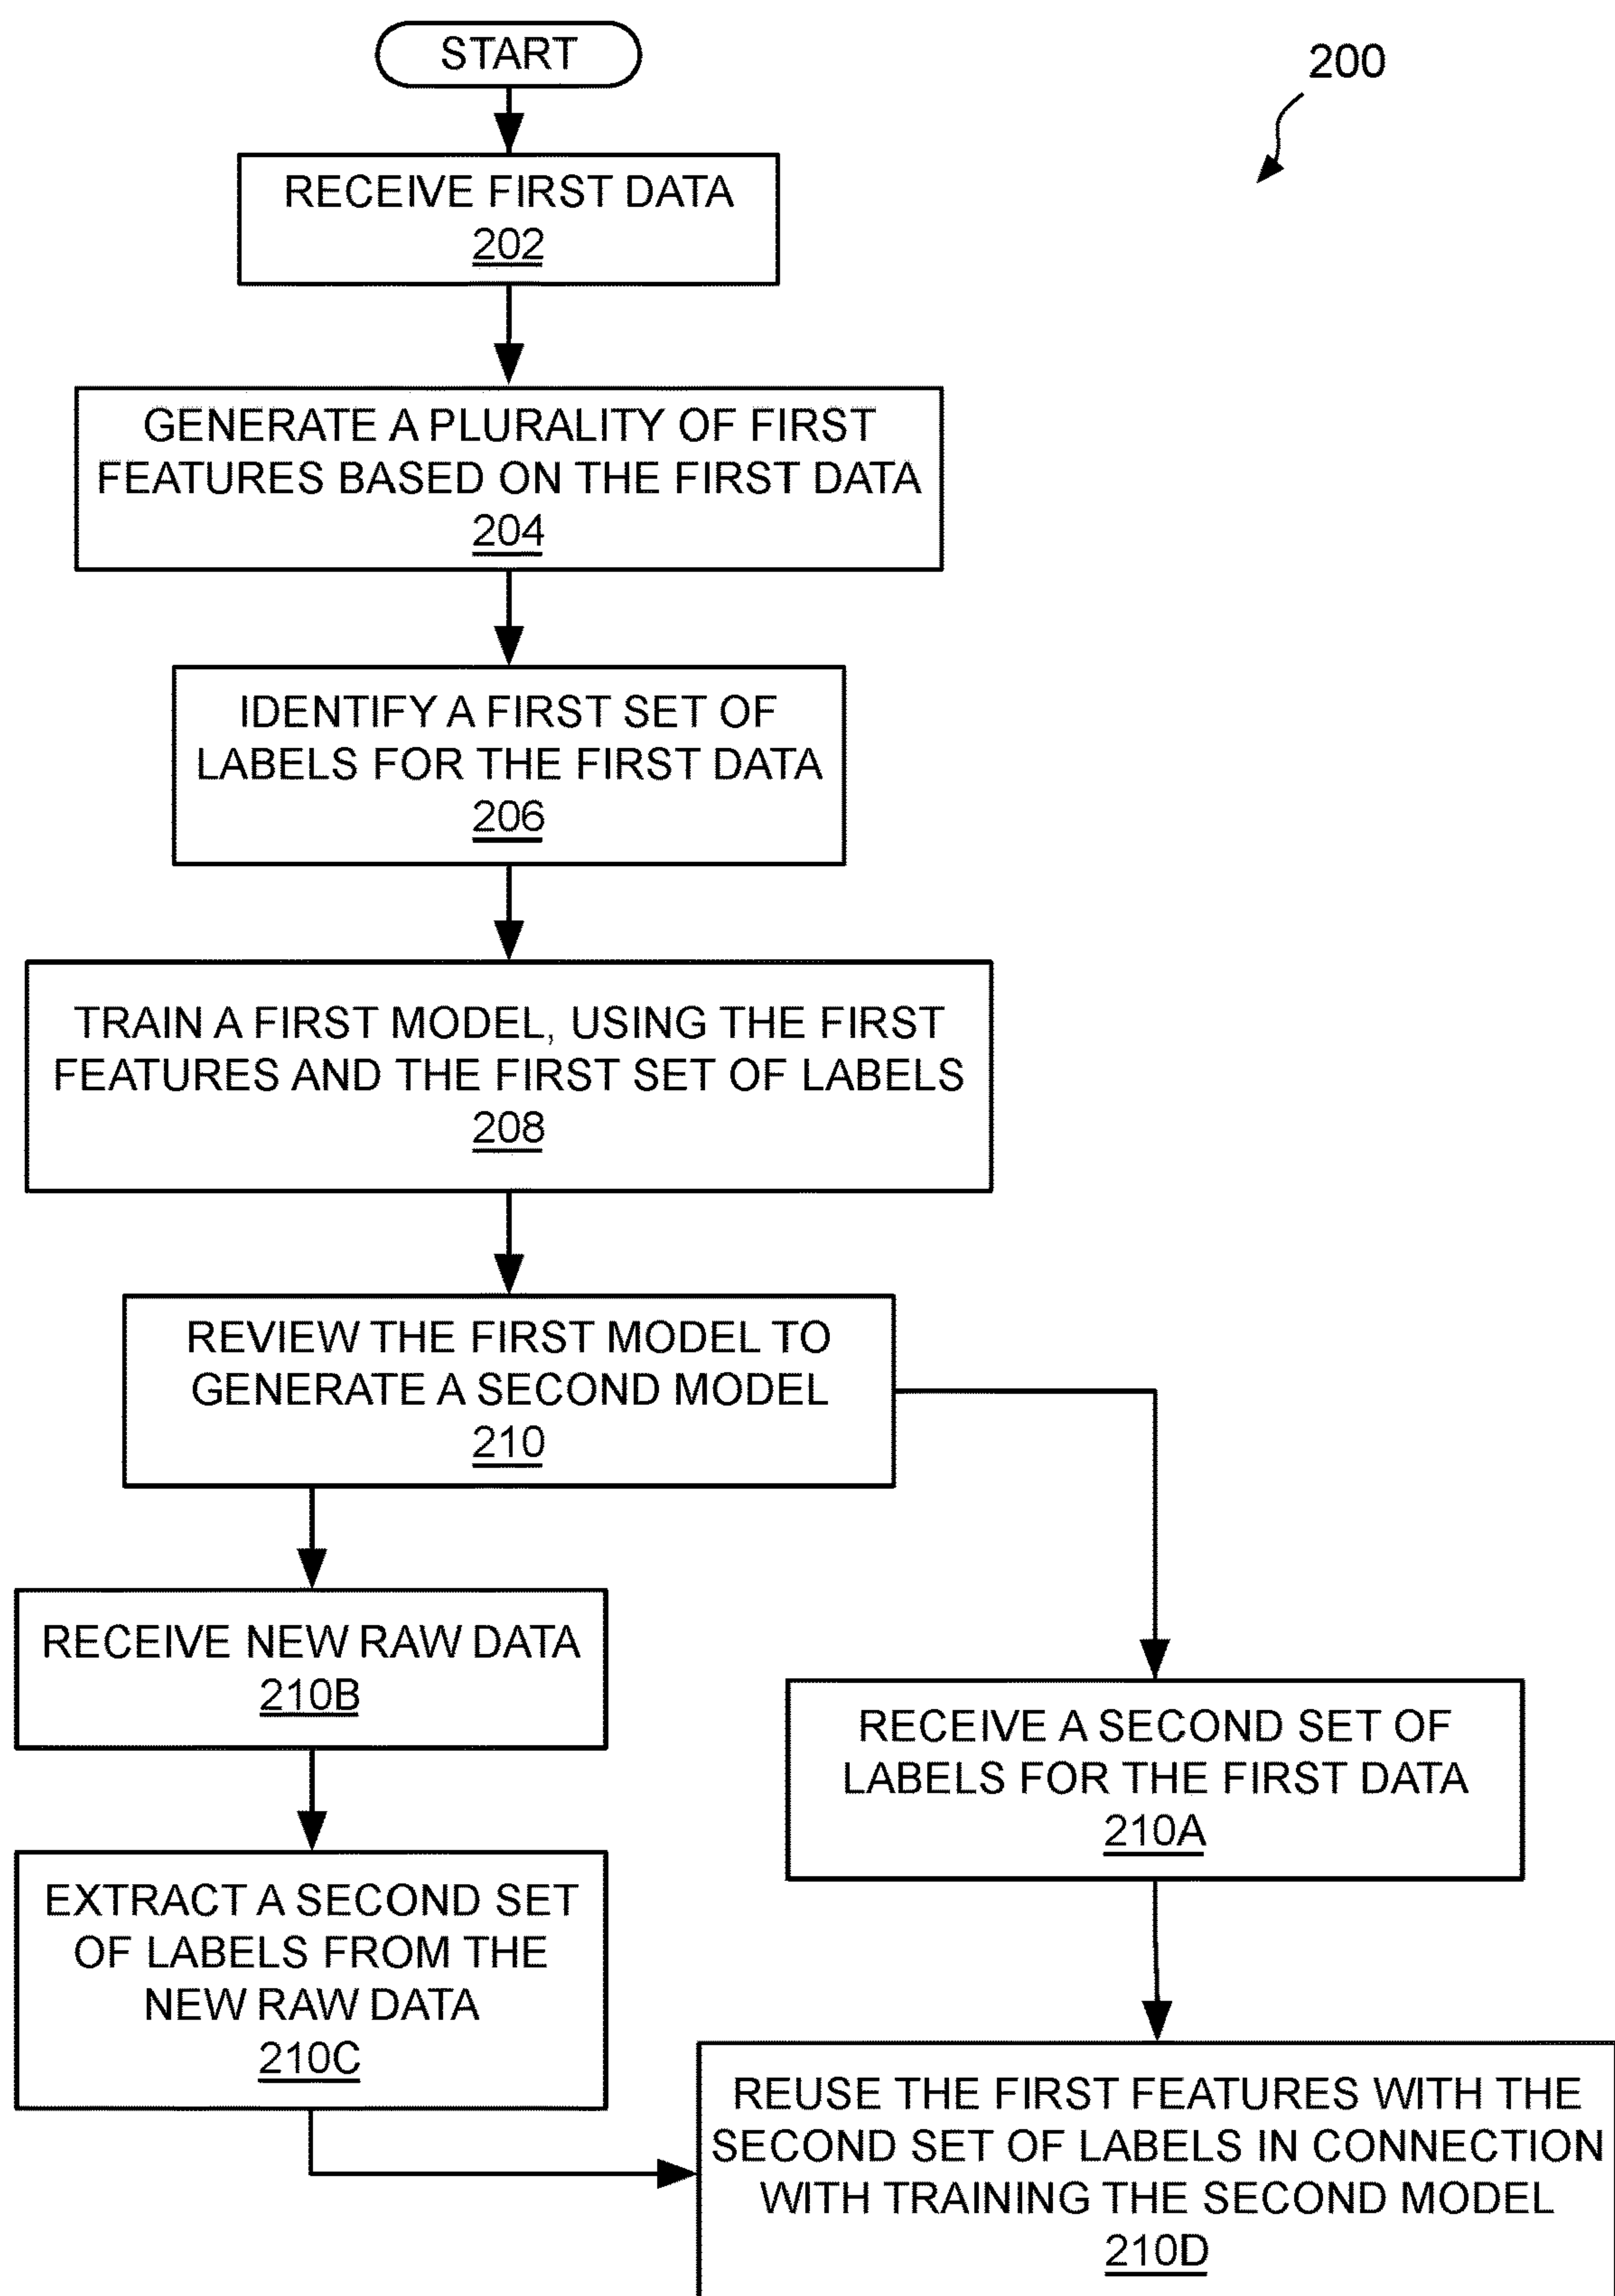 START
200
RECEIVE FIRST DATA
202
GENERATE A PLURALITY OF FIRST
FEATURES BASED ON THE FIRST DATA
204
IDENTIFY A FIRST SET OF
LABELS FOR THE FIRST DATA
206
TRAIN A FIRST MODEL, USING THE FIRST
FEATURES AND THE FIRST SET OF LABELS
208
REVIEW THE FIRST MODEL TO
GENERATE A SECOND MODEL
210
RECEIVE NEW RAW DATA
210B
RECEIVE A SECOND SET OF
LABELS FOR THE FIRST DATA
210A
EXTRACT A SECOND SET
OF LABELS FROM THE
NEW RAW DATA
210C
REUSE THE FIRST FEATURES WITH THE
SECOND SET OF LABELS IN CONNECTION
WITH TRAINING THE SECOND MODEL
210D